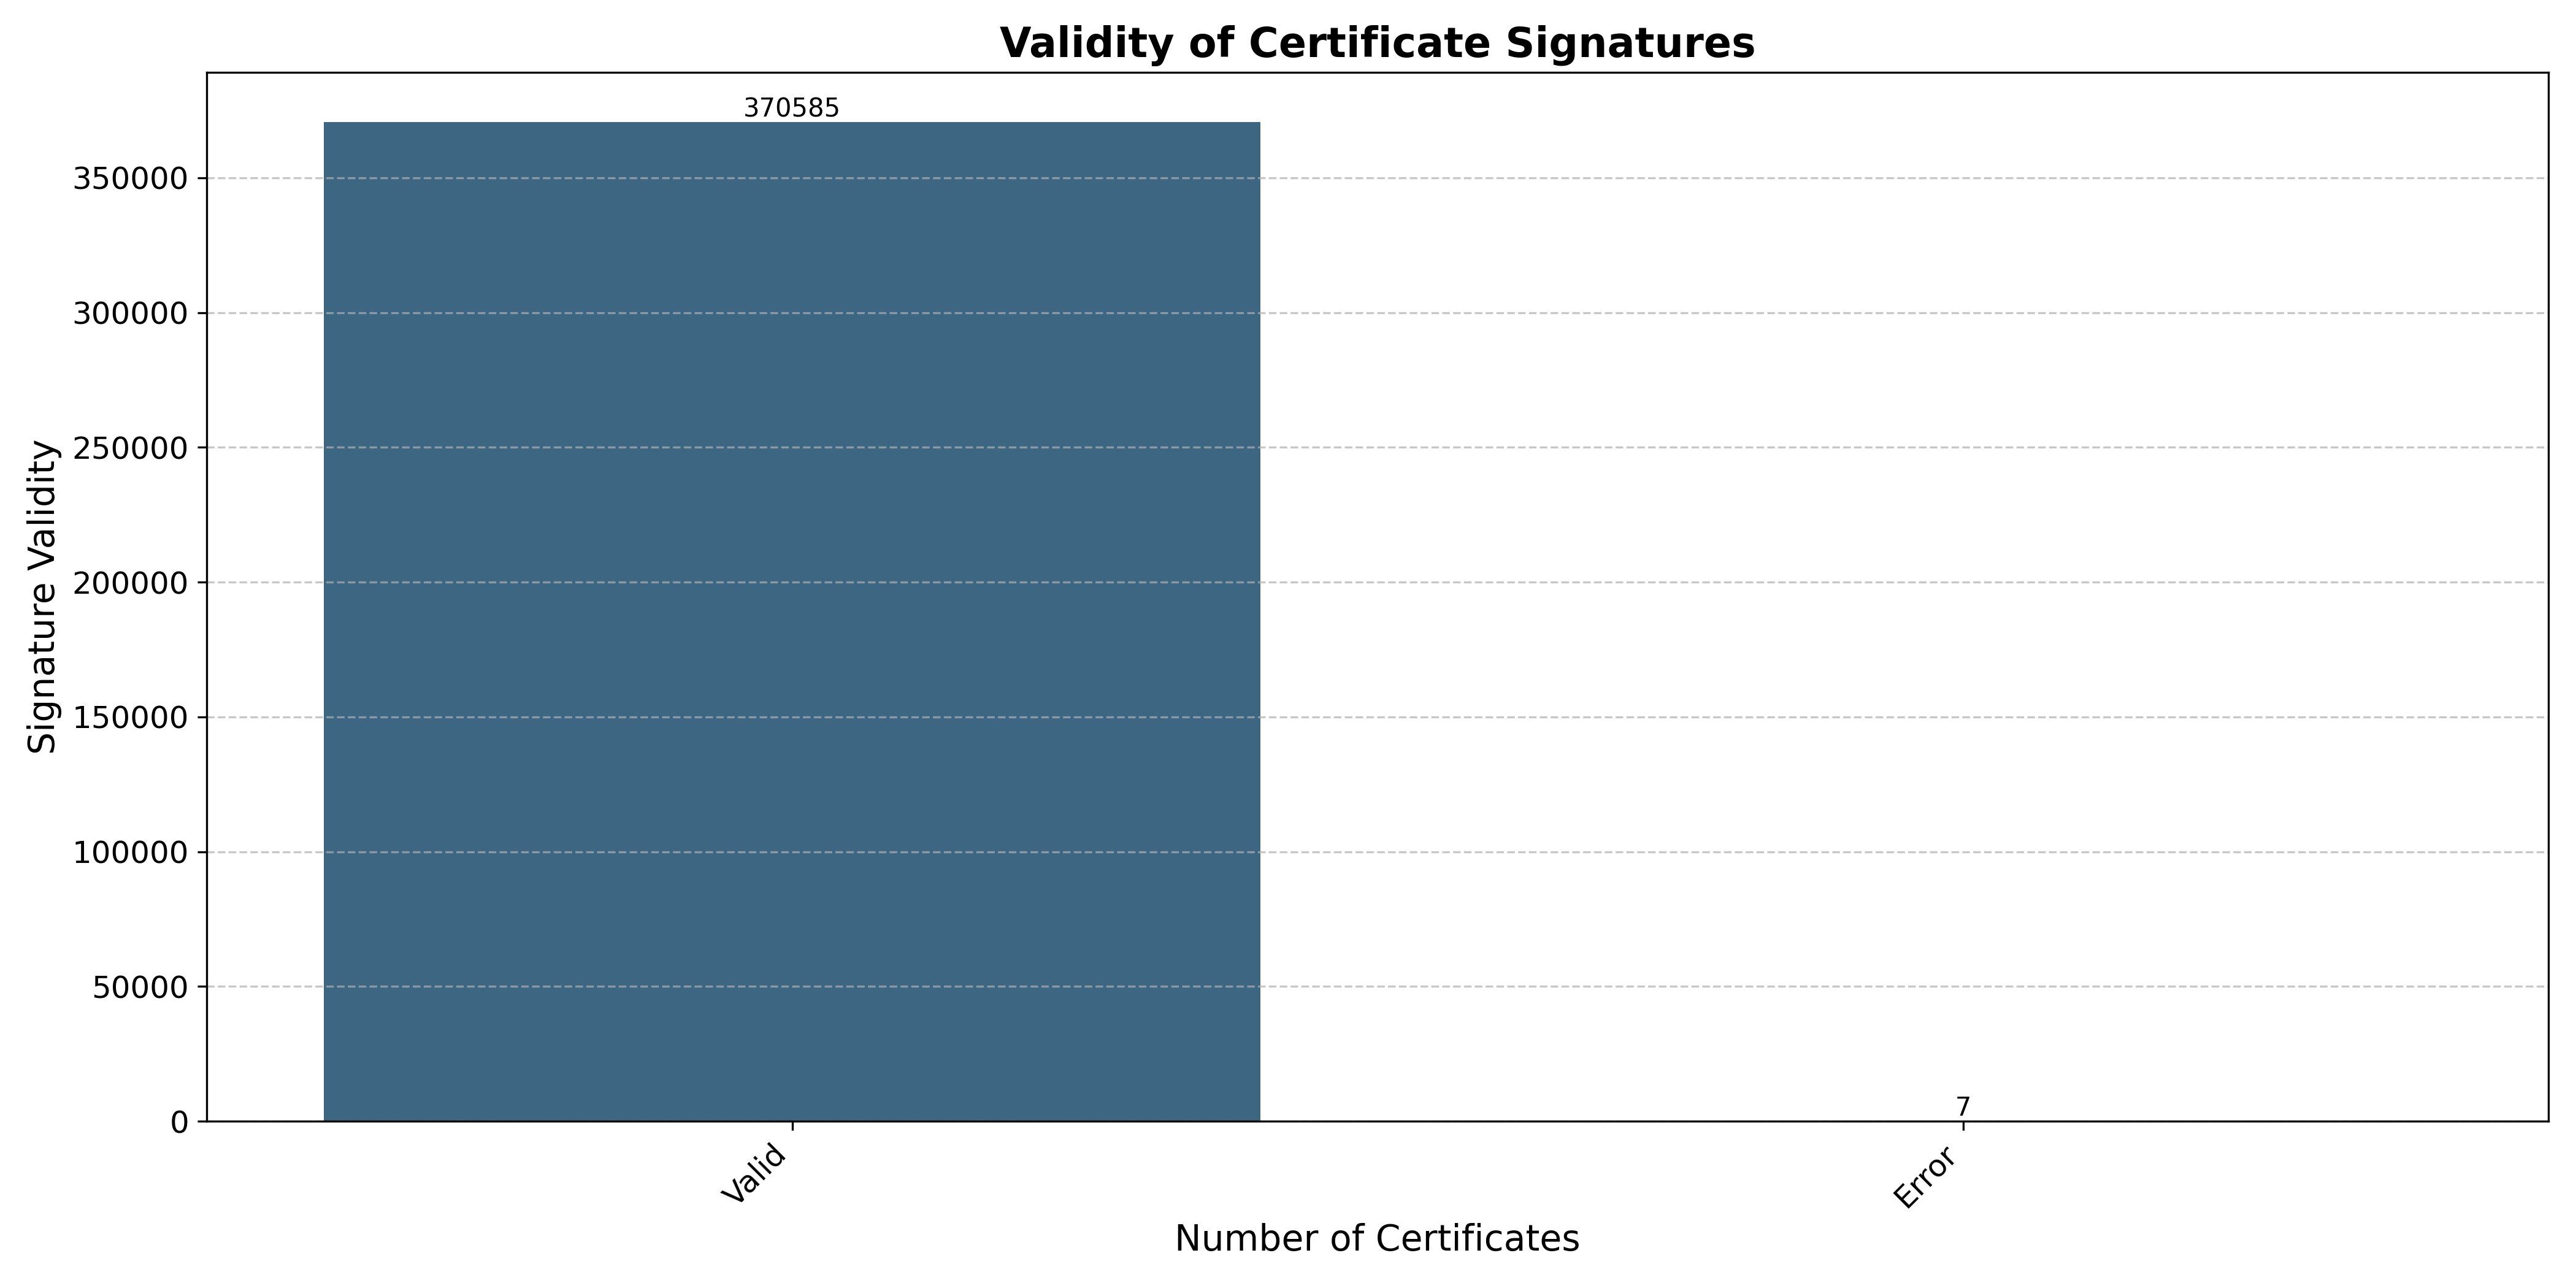 Validity of Certificate Signatures
370585
350000
300000
250000
200000
150000
100000
50000
0
Signature Validity
7
Valid
Error
Number of Certificates